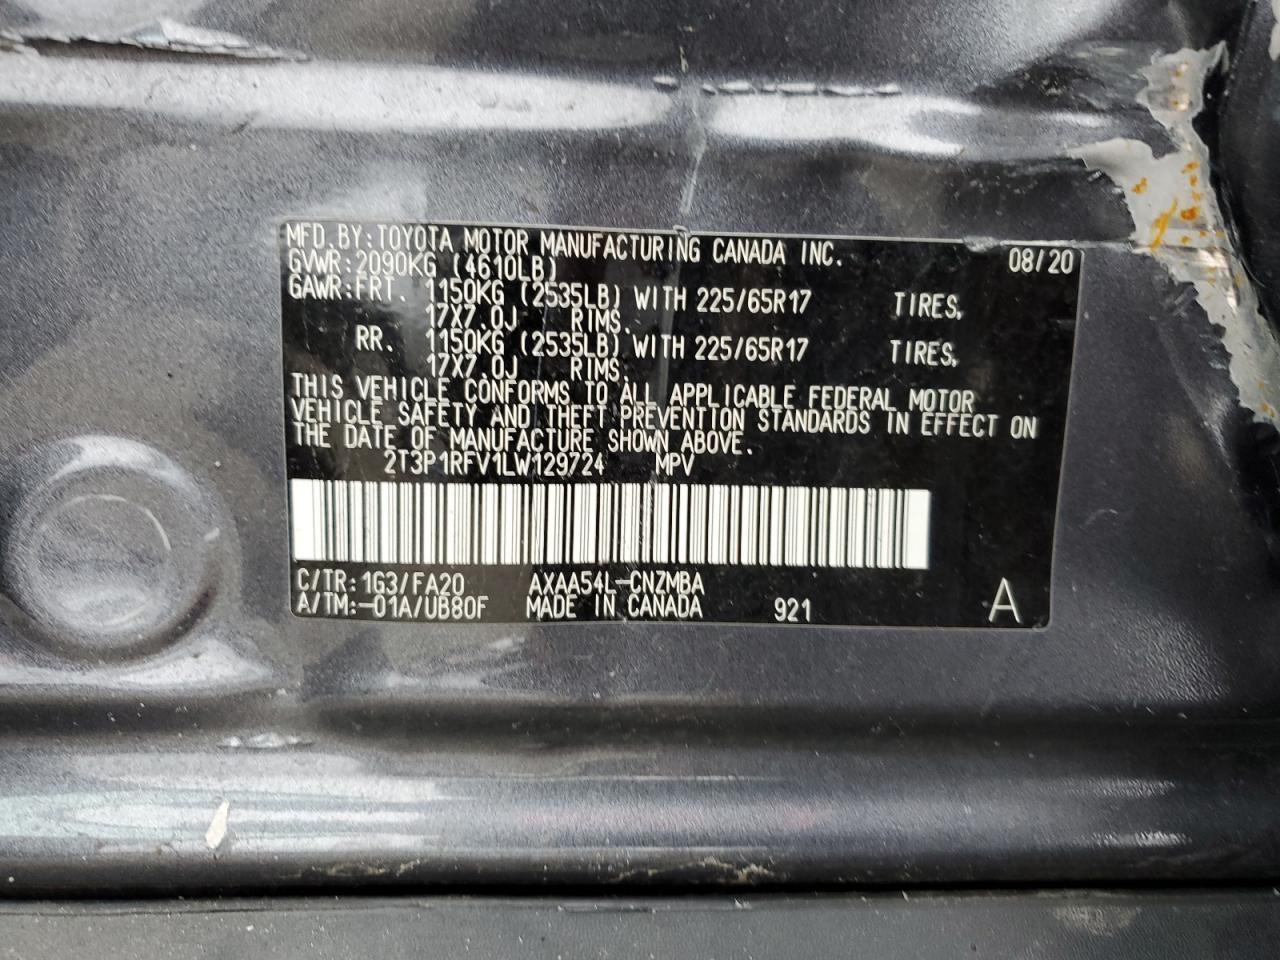 MFD.BY:TOYOTA MOTOR MANUFACTURING CANADA INC. 08/20
GVWR:2090KG (4610LB)
GAWR:FRT. 1150KG (2535LB) WITH 225/65R17 TIRES,
17X7.0J RIMS.
RR. 1150KG (2535LB) WITH 225/65R17 TIRES,
17X7.0J RIMS.
THIS VEHICLE CONFORMS TO ALL APPLICABLE FEDERAL MOTOR
VEHICLE SAFETY AND THEFT PREVENTION STANDARDS IN EFFECT ON
THE DATE OF MANUFACTURE SHOWN ABOVE.
2T3P1RFV1LW129724 MPV
C/TR:1G3/FA20 AXAA54L-CNZMBA
A/TM:-01A/UB80F MADE IN CANADA 921 A